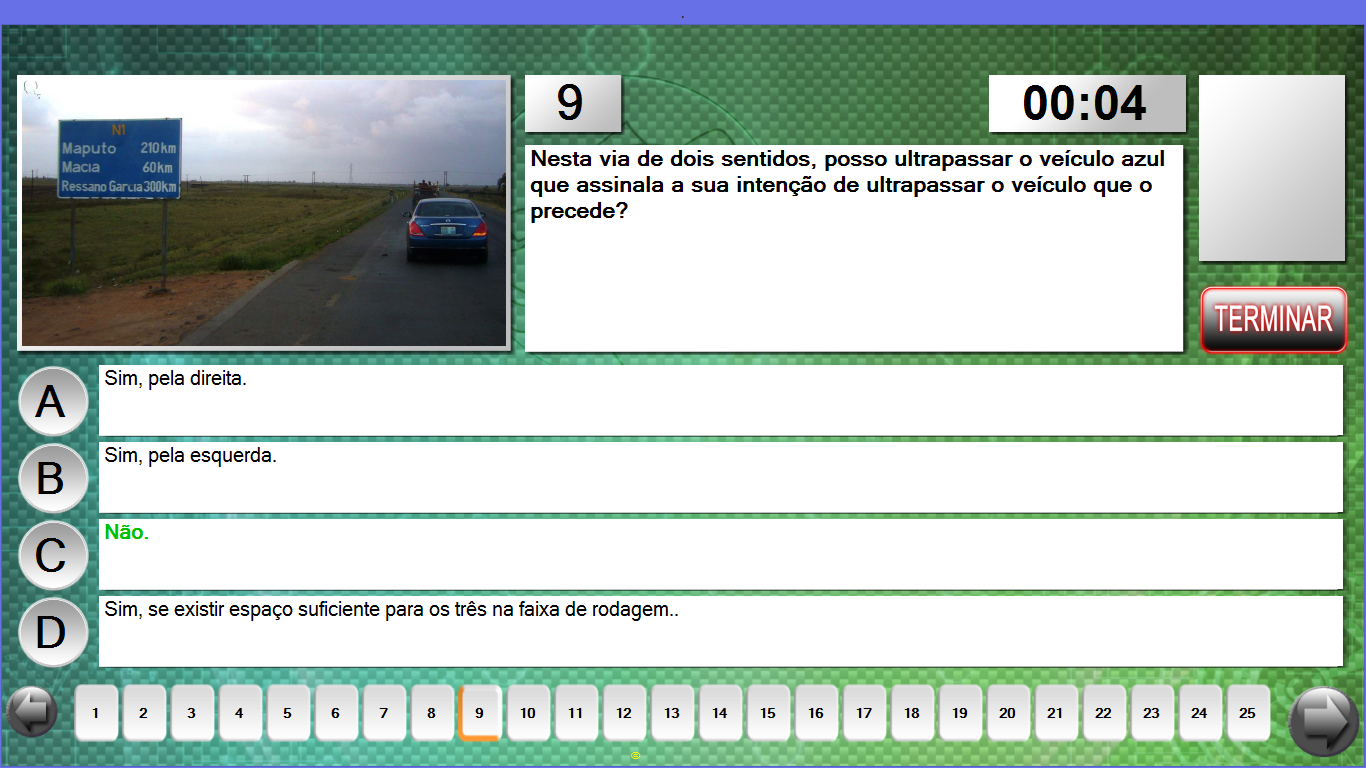 N1
Maputo 210km
Macia 60km
Ressano Garcia 300km
9
00:04
Nesta via de dois sentidos, posso ultrapassar o veículo azul
que assinala a sua intenção de ultrapassar o veículo que o
precede?
TERMINAR
A
Sim, pela direita.
B
Sim, pela esquerda.
C
Não.
D
Sim, se existir espaço suficiente para os três na faixa de rodagem..
1 2 3 4 5 6 7 8 9 10 11 12 13 14 15 16 17 18 19 20 21 22 23 24 25
©